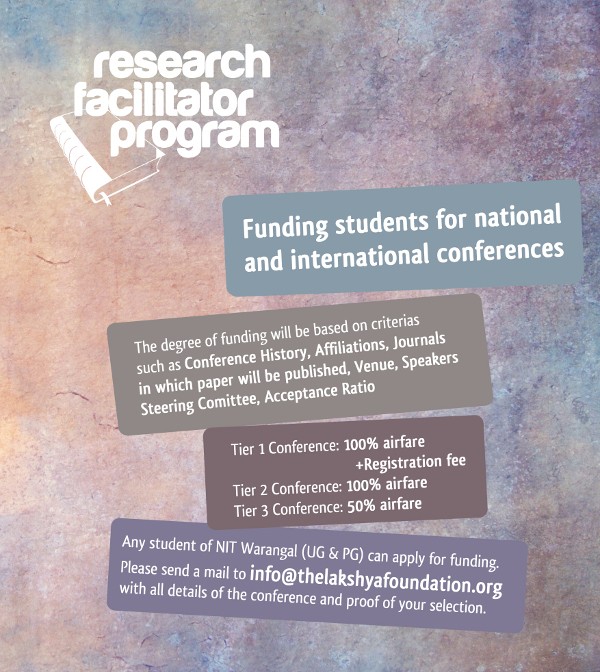 research
facilitator
program
Funding students for national
and international conferences
The degree of funding will be based on criterias
such as Conference History, Affiliations, Journals
in which paper will be published, Venue, Speakers
Steering Comittee, Acceptance Ratio
Tier 1 Conference: 100% airfare
+Registration fee
Tier 2 Conference: 100% airfare
Tier 3 Conference: 50% airfare
Any student of NIT Warangal (UG & PG) can apply for funding.
Please send a mail to info@thelakshyafoundation.org
with all details of the conference and proof of your selection.